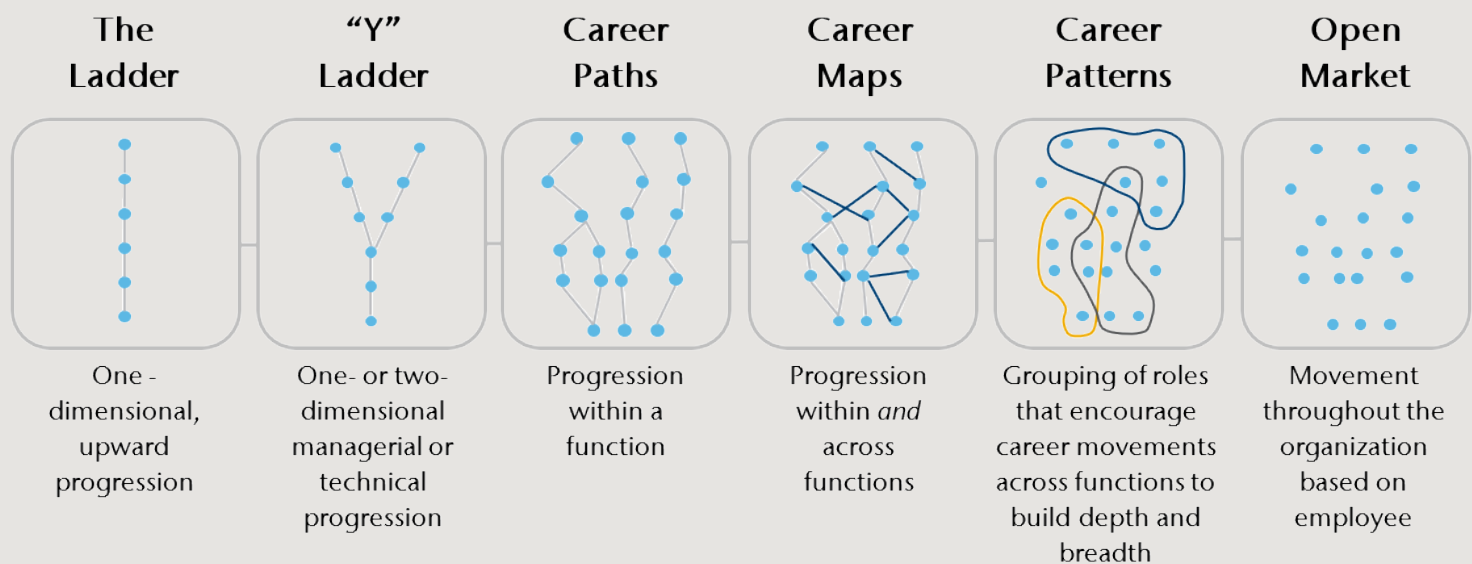 The
Ladder
“Y”
Ladder
Career
Paths
Career
Maps
Career
Patterns
Open
Market
One -
dimensional,
upward
progression
One- or two-
dimensional
managerial or
technical
progression
Progression
within a
function
Progression
within and
across
functions
Grouping of roles
that encourage
career movements
across functions to
build depth and
breadth
Movement
throughout the
organization
based on
employee